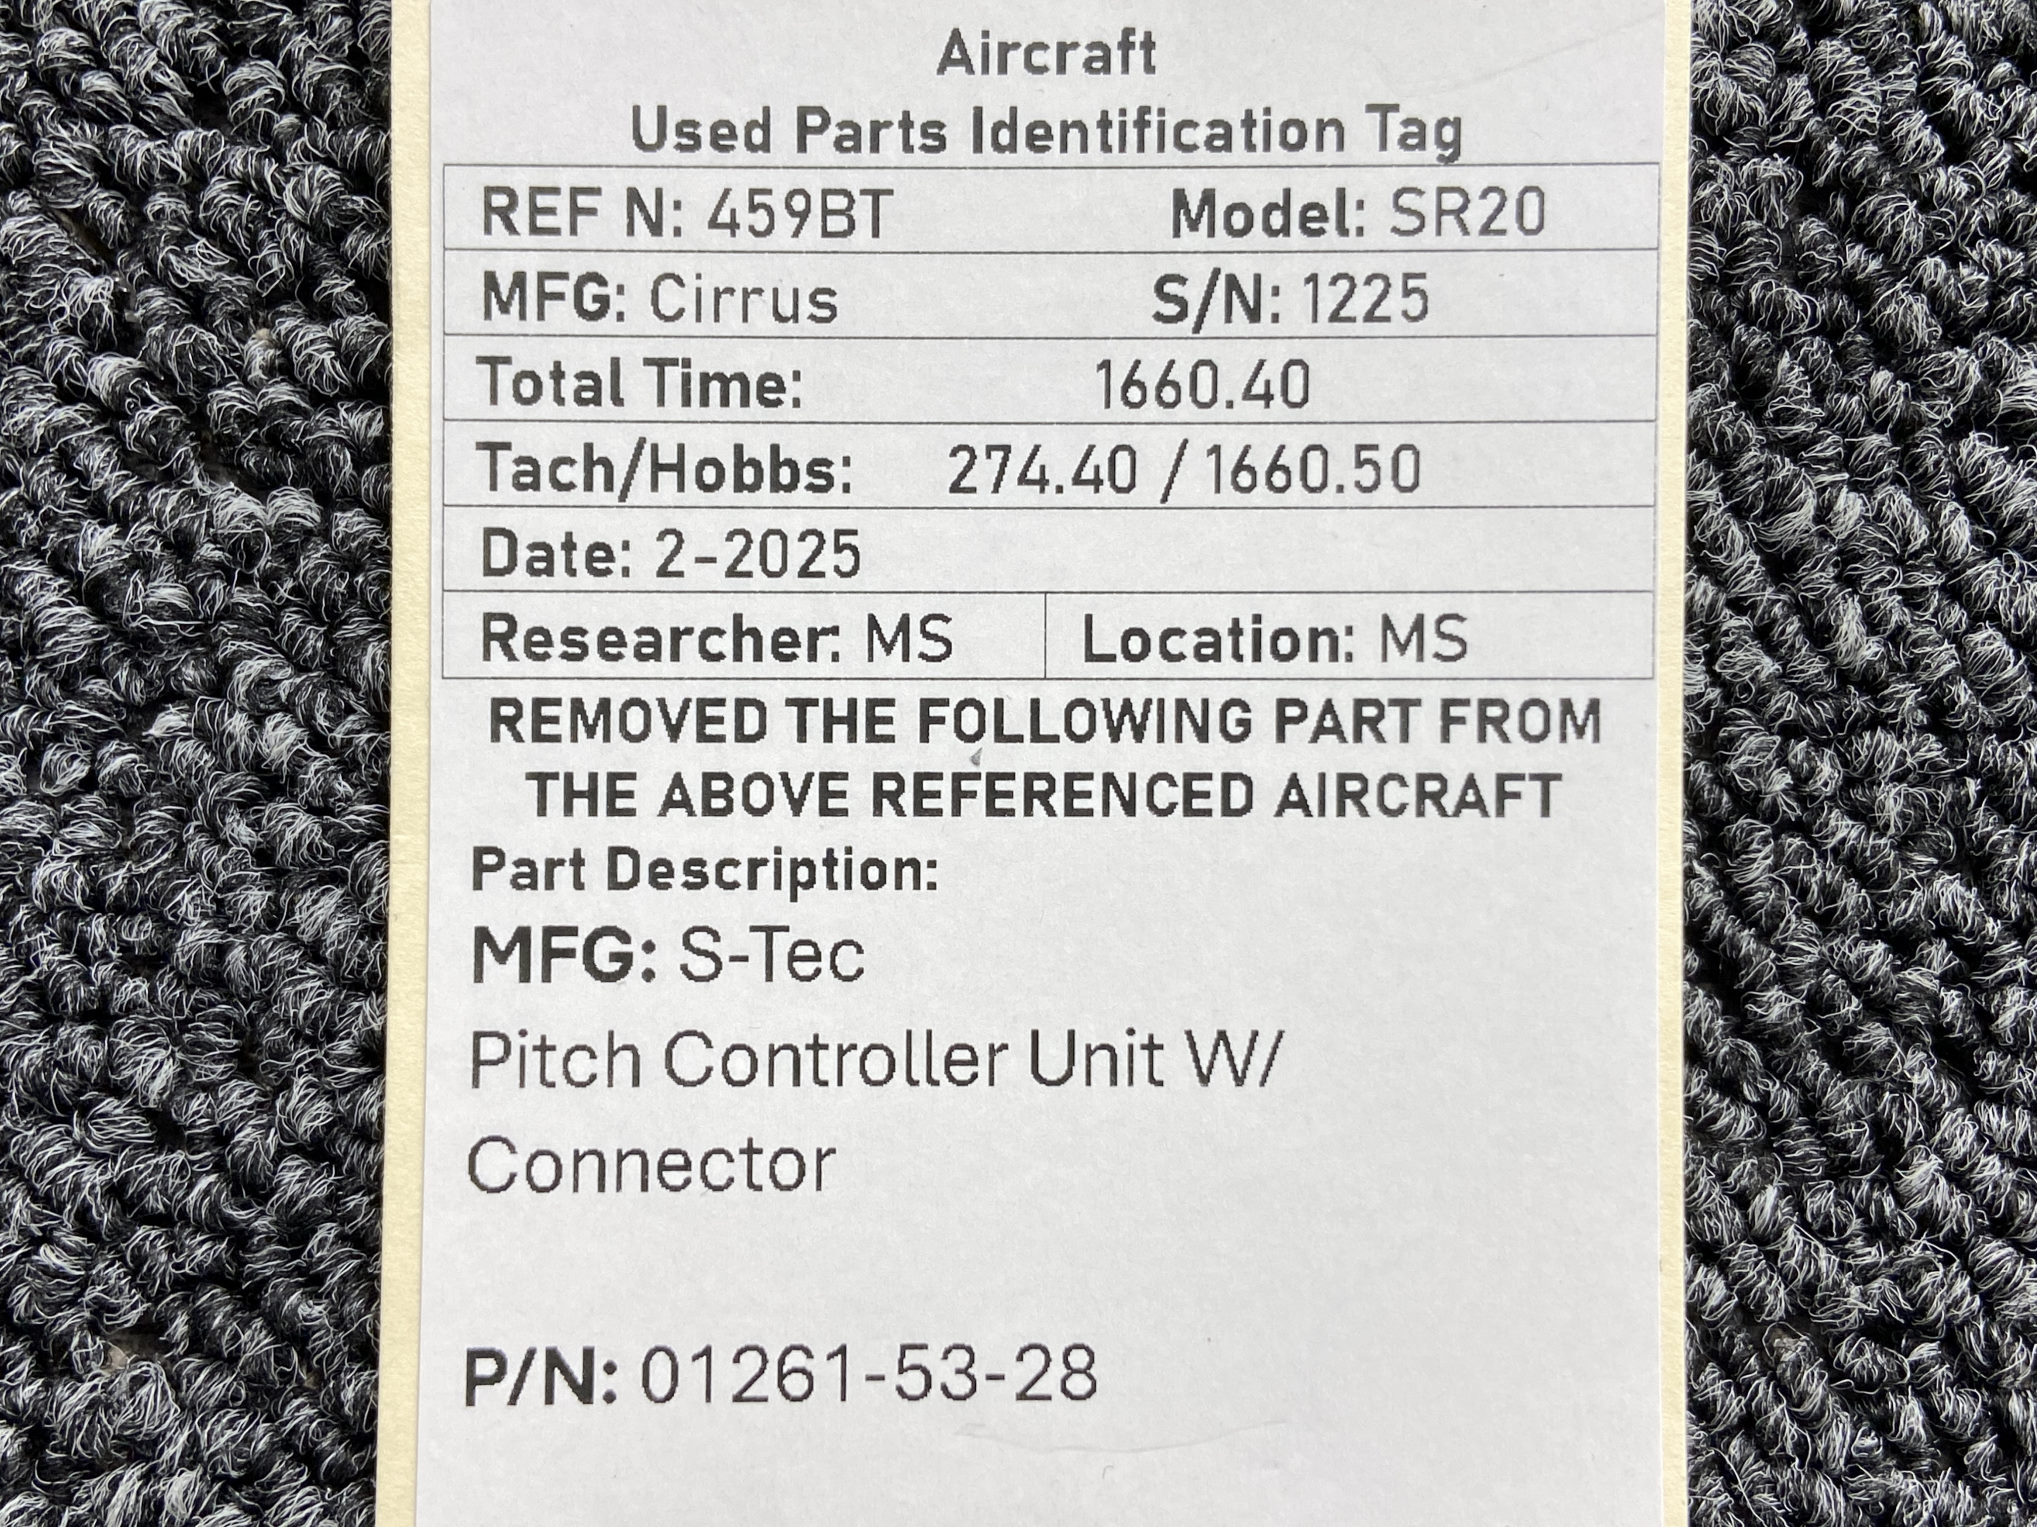 Aircraft
Used Parts Identification Tag
REF N: 459BT Model: SR20
MFG: Cirrus S/N: 1225
Total Time: 1660.40
Tach/Hobbs: 274.40 / 1660.50
Date: 2-2025
Researcher: MS Location: MS
REMOVED THE FOLLOWING PART FROM
THE ABOVE REFERENCED AIRCRAFT
Part Description:
MFG: S-Tec
Pitch Controller Unit W/
Connector
P/N: 01261-53-28